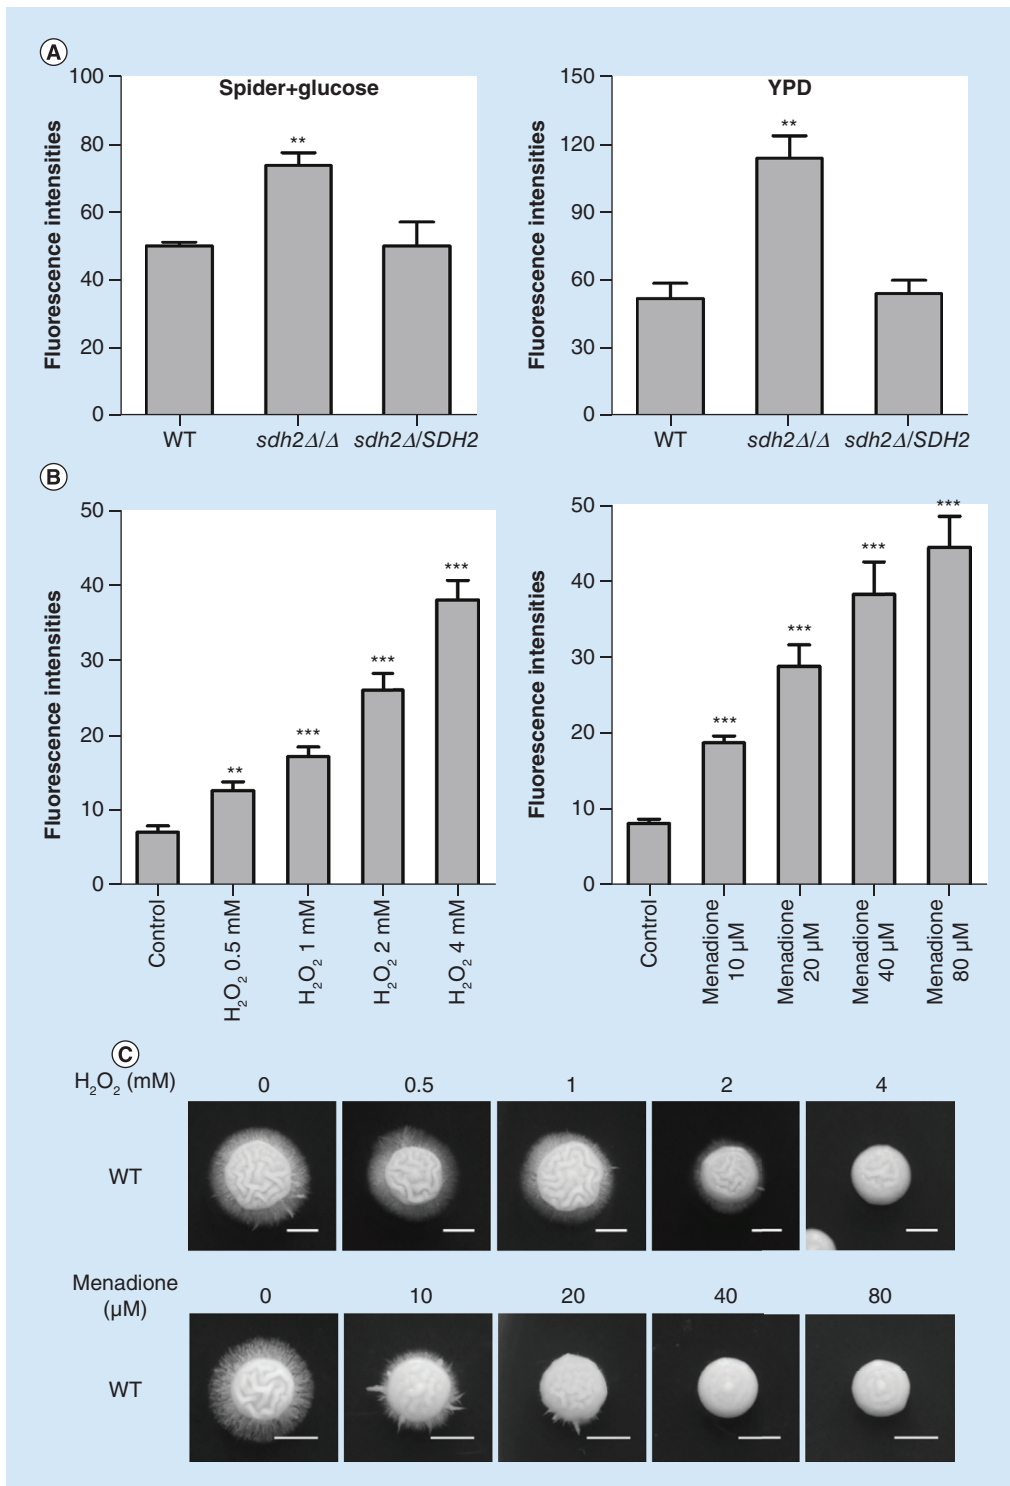 A
Spider+glucose
Fluorescence intensities
100
80
60
40
20
0
**
WT
sdh2Δ/Δ
sdh2Δ/SDH2
YPD
Fluorescence intensities
150
120
90
60
30
0
**
WT
sdh2Δ/Δ
sdh2Δ/SDH2
B
Fluorescence intensities
50
40
30
20
10
0
**
***
***
***
Control
H₂O₂ 0.5 mM
H₂O₂ 1 mM
H₂O₂ 2 mM
H₂O₂ 4 mM
Fluorescence intensities
50
40
30
20
10
0
***
***
***
***
Control
Menadione
10 µM
Menadione
20 µM
Menadione
40 µM
Menadione
80 µM
C
H₂O₂ (mM)
0
0.5
1
2
4
WT
Menadione
(µM)
0
10
20
40
80
WT